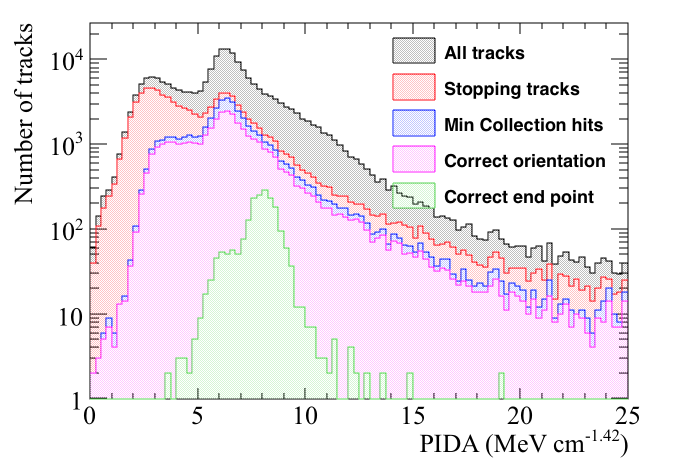 Number of tracks
10^4
10^3
10^2
10
1
All tracks
Stopping tracks
Min Collection hits
Correct orientation
Correct end point
0 5 10 15 20 25
PIDA (MeV cm^-1.42)